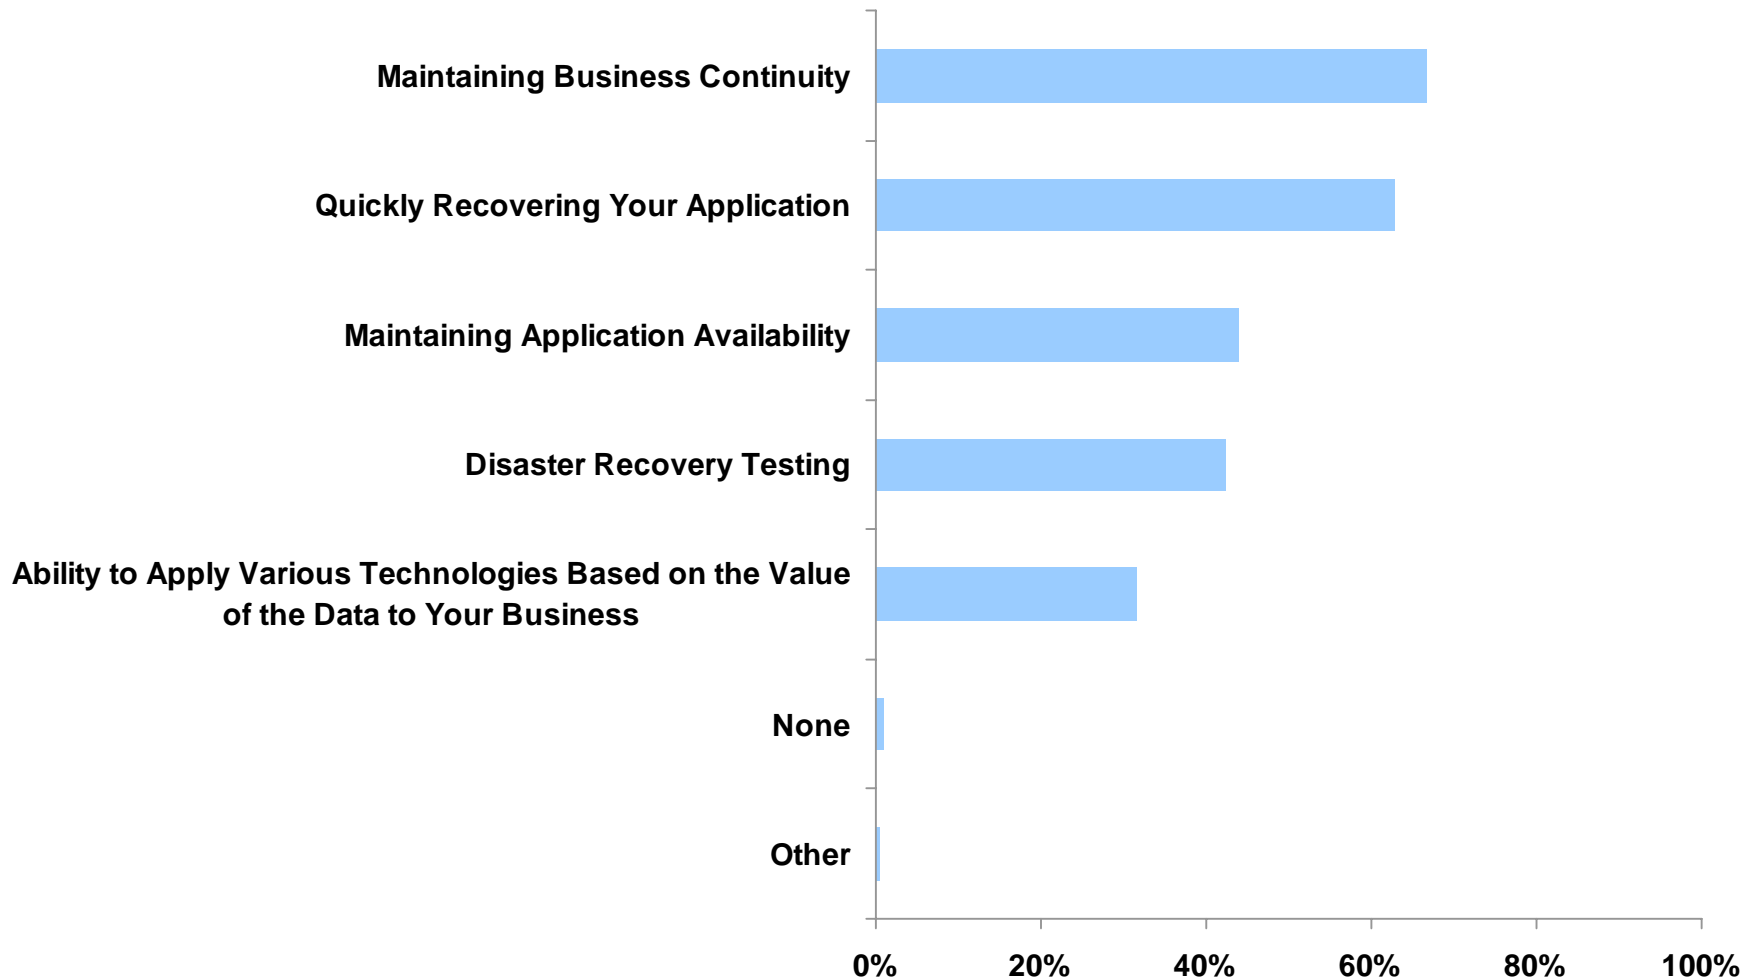 Maintaining Business Continuity
Quickly Recovering Your Application
Maintaining Application Availability
Disaster Recovery Testing
Ability to Apply Various Technologies Based on the Value
of the Data to Your Business
None
Other
0% 20% 40% 60% 80% 100%